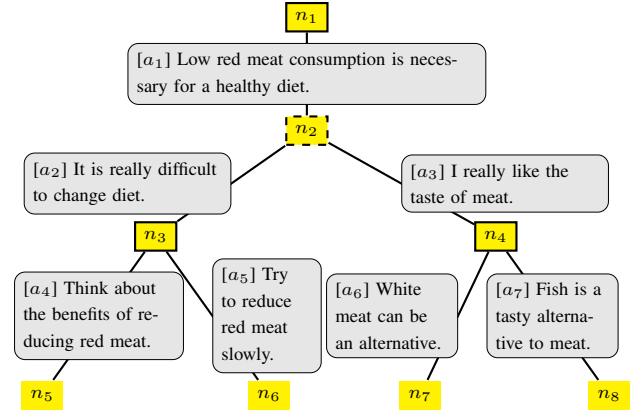 n1
[a1] Low red meat consumption is neces-
sary for a healthy diet.
n2
[a2] It is really difficult
to change diet.
[a3] I really like the
taste of meat.
n3
n4
[a4] Think about
the benefits of re-
ducing red meat.
[a5] Try
to reduce
red meat
slowly.
[a6] White
meat can be
an alternative.
[a7] Fish is a
tasty alterna-
tive to meat.
n5
n6
n7
n8